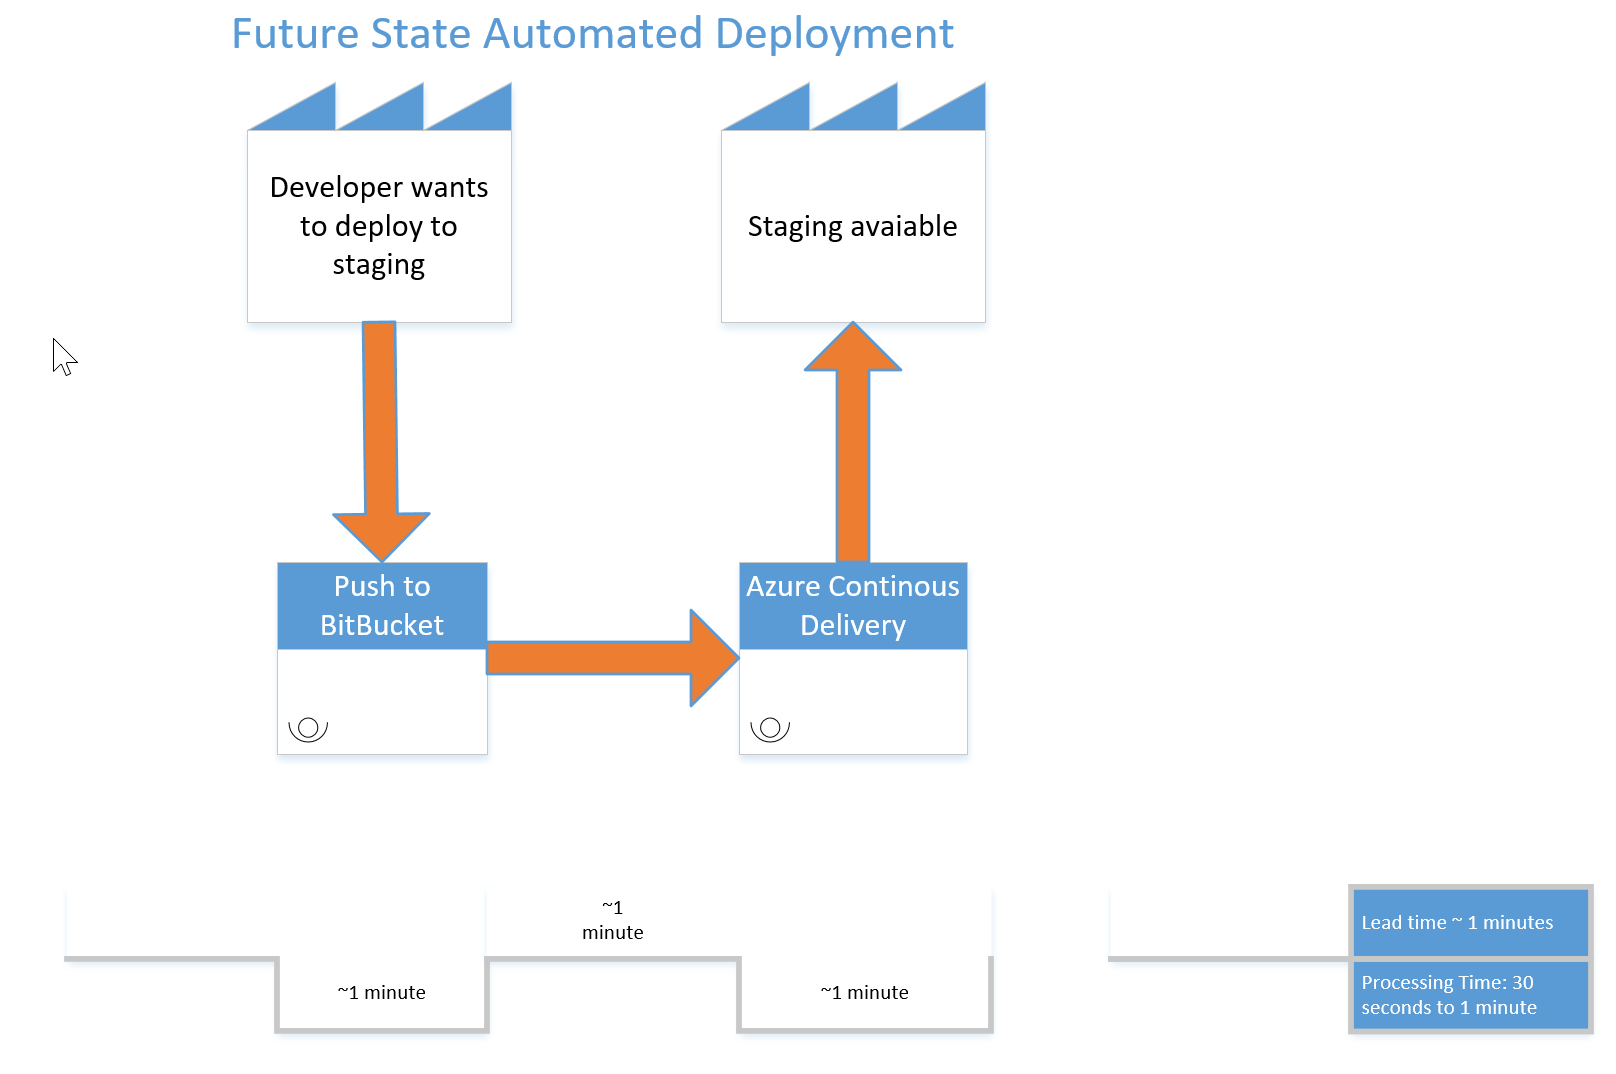 Future State Automated Deployment
Developer wants
to deploy to
staging
Staging avaiable
Push to
BitBucket
Azure Continous
Delivery
~1
minute
~1 minute
~1 minute
Lead time ~ 1 minutes
Processing Time: 30
seconds to 1 minute